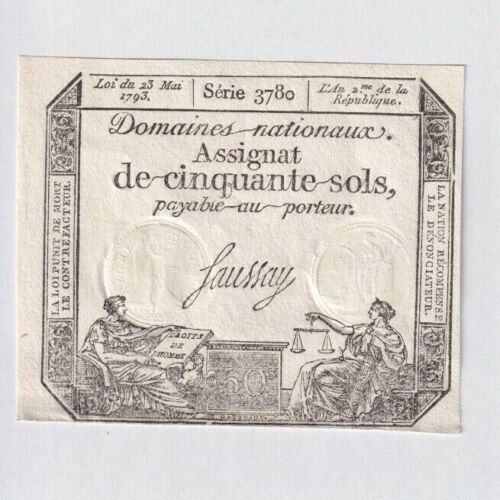 Loi du 23 Mai
1793.
Série 3780
L'An 2.me de la
République.
Domaines nationaux.
Assignat
de cinquante sols,
payable au porteur.
Saussay
LA LOI PUNIT DE MORT
LE CONTREFACTEUR.
LA NATION RÉCOMPENSE
LE DÉNONCIATEUR.
DROITS
DE
L'HOMME
50